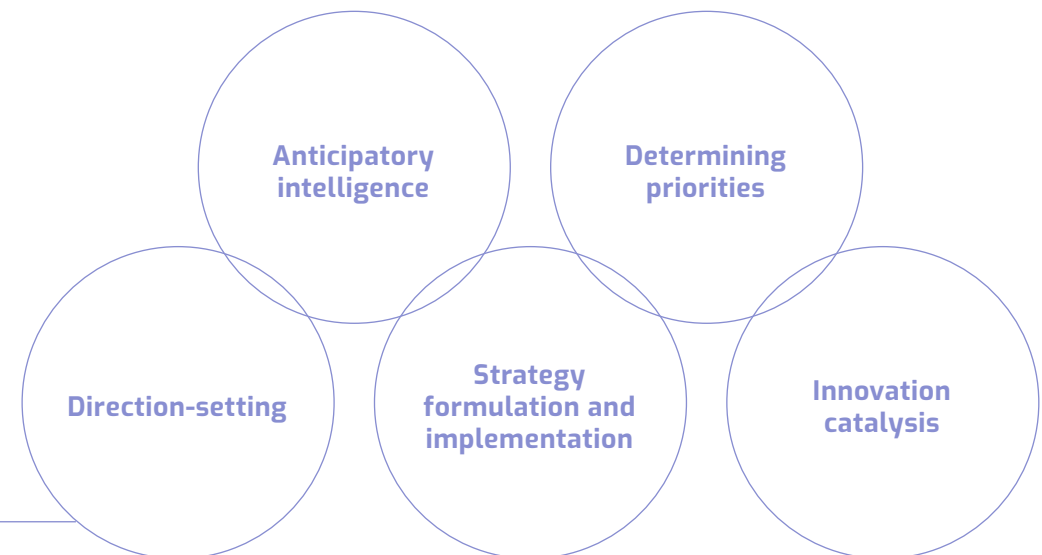 Anticipatory
intelligence
Determining
priorities
Direction-setting
Strategy
formulation and
implementation
Innovation
catalysis